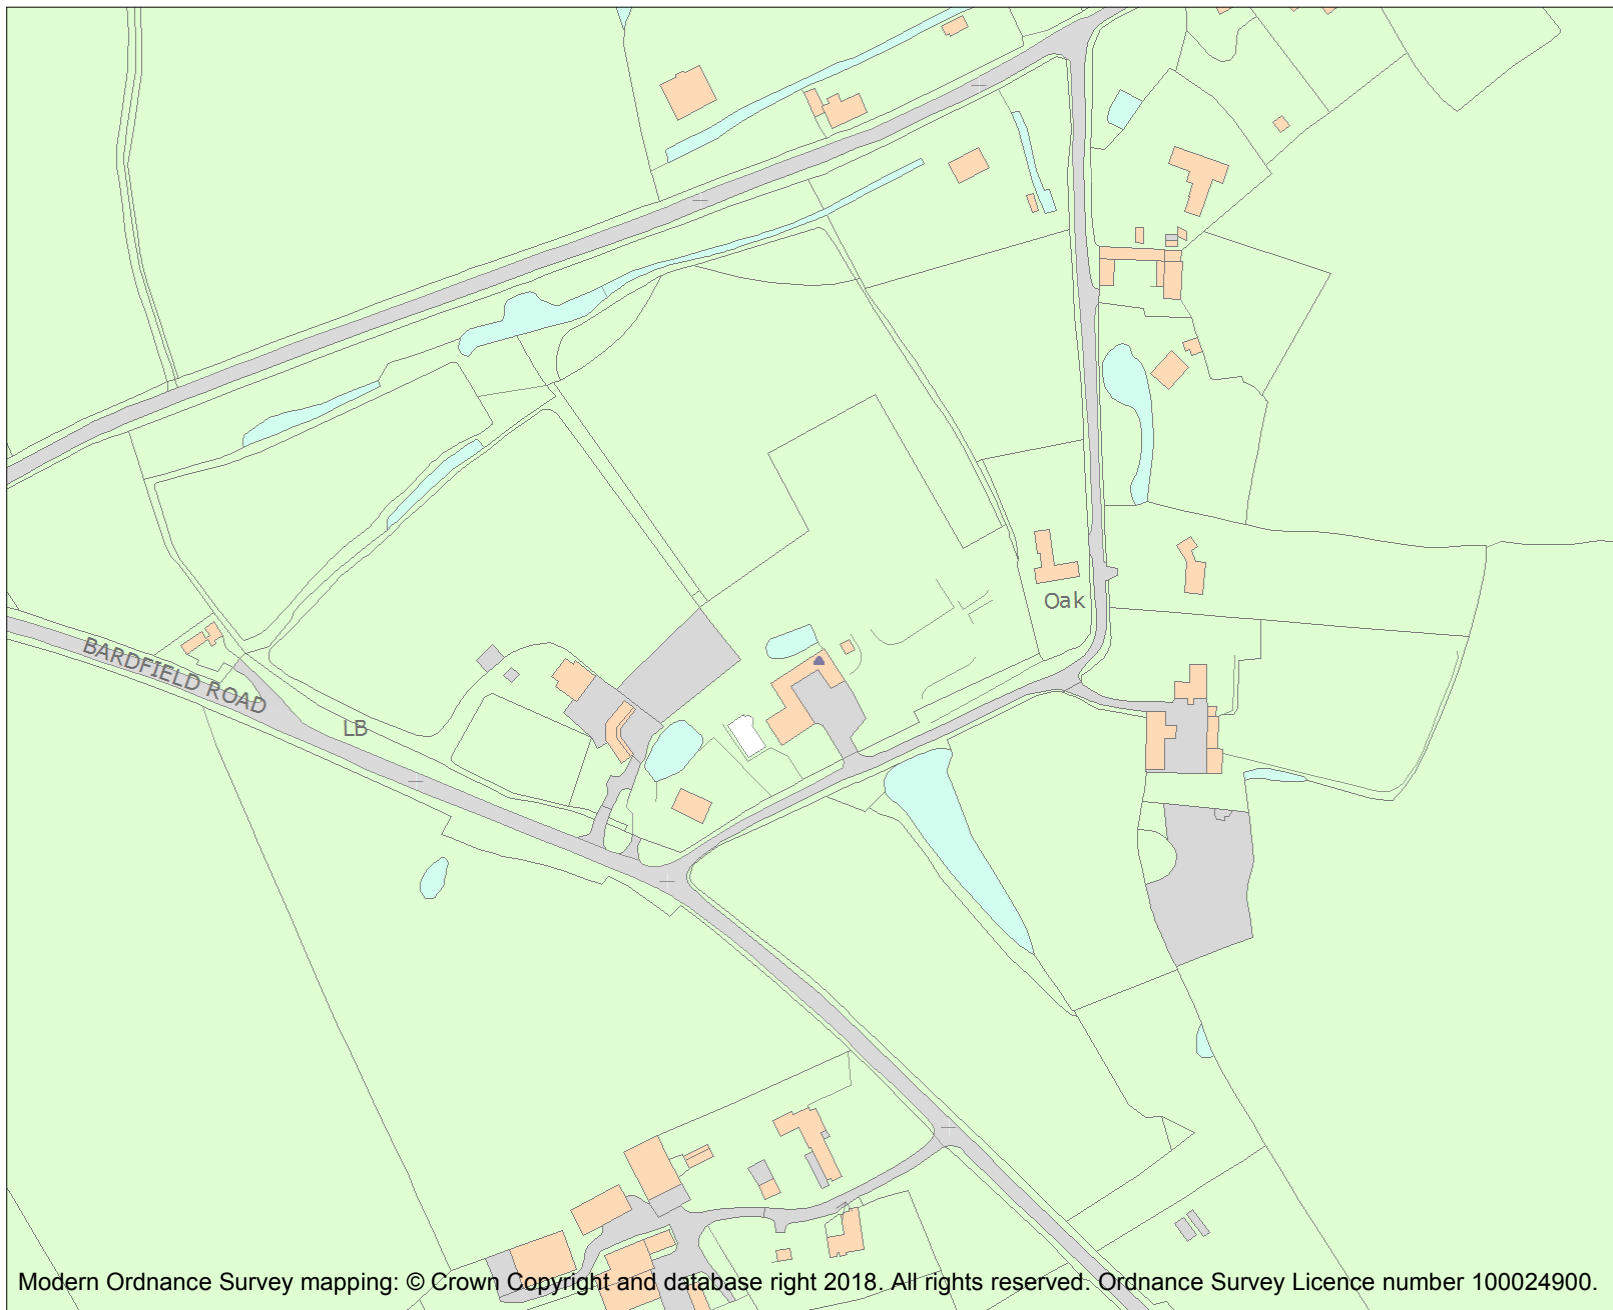 Oak
BARDFIELD ROAD
LB
Modern Ordnance Survey mapping: © Crown Copyright and database right 2018. All rights reserved. Ordnance Survey Licence number 100024900.